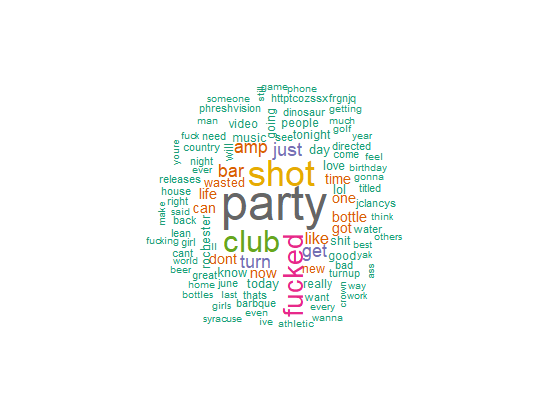 game phone
still
someone httptcozssxfrgnjq
phreshvision dinosaur getting
man video going people much
golf
fuck need music see tonight year
youre country will amp just day directed
come feel
night bar shot love birthday
ever
releases wasted time gonna
house life party one lol titled
make right can jclancys
said bottle think
back club like got water
lean rochester others
fucking girl ill fucked get shit best
cant dont turn good yak
world know now new bad ass
beer great turnup
home june today really way
bottles last thats want crown work
girls barbque every
even
syracuse ive athletic wanna